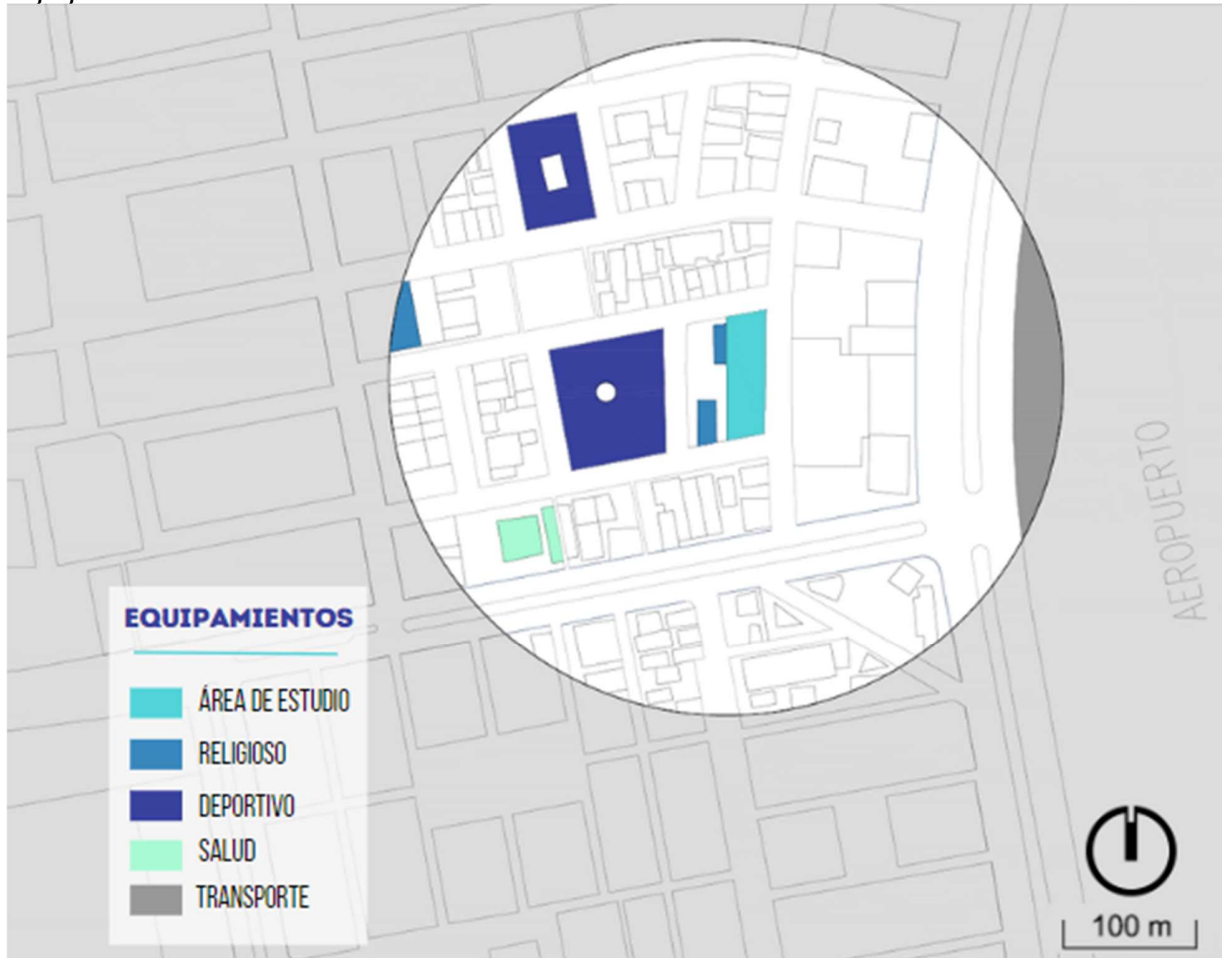 AEROPUERTO
EQUIPAMIENTOS
ÁREA DE ESTUDIO
RELIGIOSO
DEPORTIVO
SALUD
TRANSPORTE
100 m